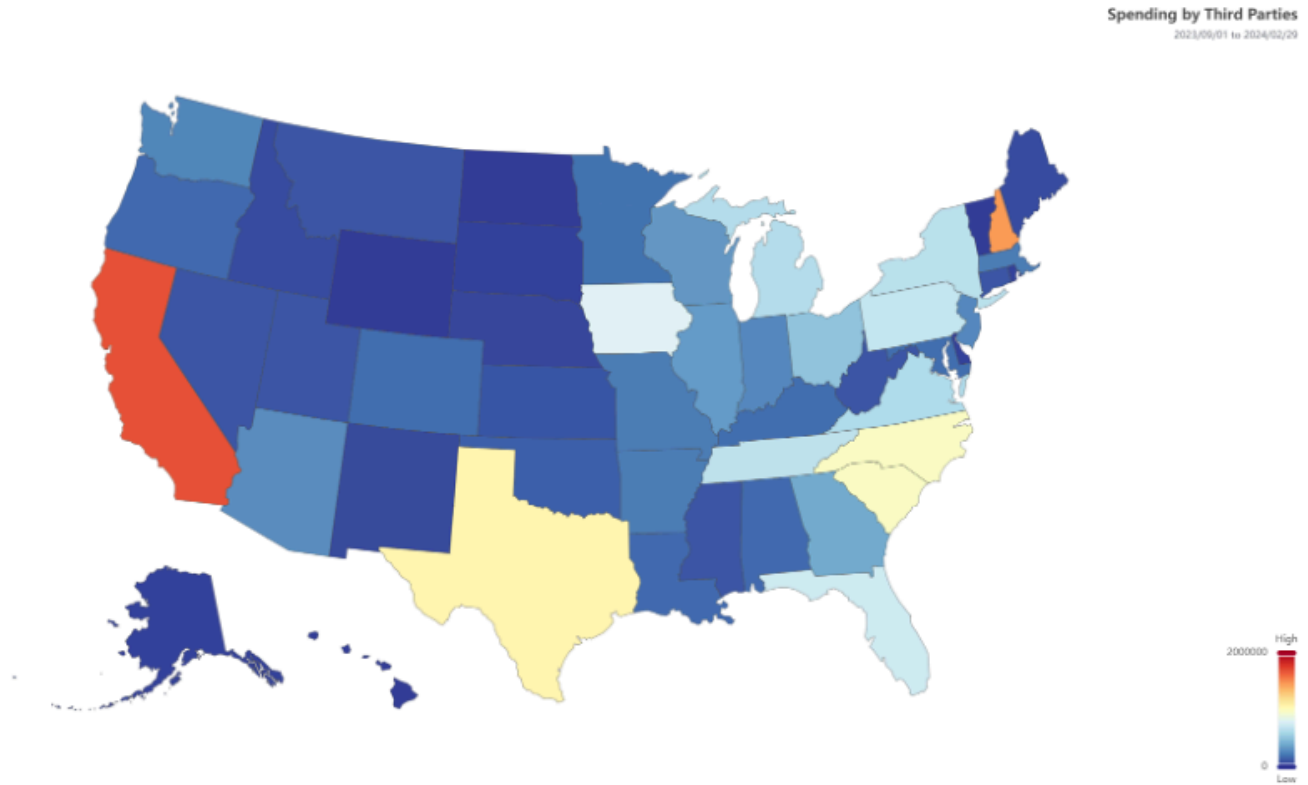 Spending by Third Parties
2023/09/01 to 2024/02/29
High
2000000
0
Low